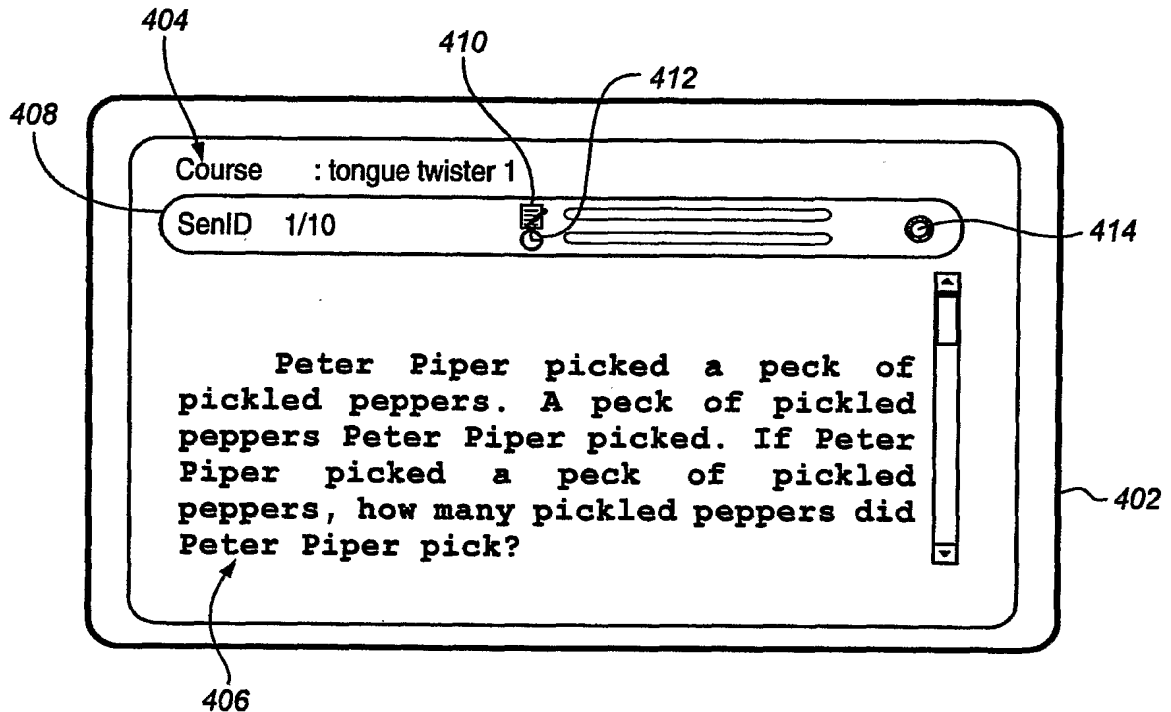 404
410
412
408
Course : tongue twister 1
SenID 1/10
414
Peter Piper picked a peck of
pickled peppers. A peck of pickled
peppers Peter Piper picked. If Peter
Piper picked a peck of pickled
peppers, how many pickled peppers did
Peter Piper pick?
402
406